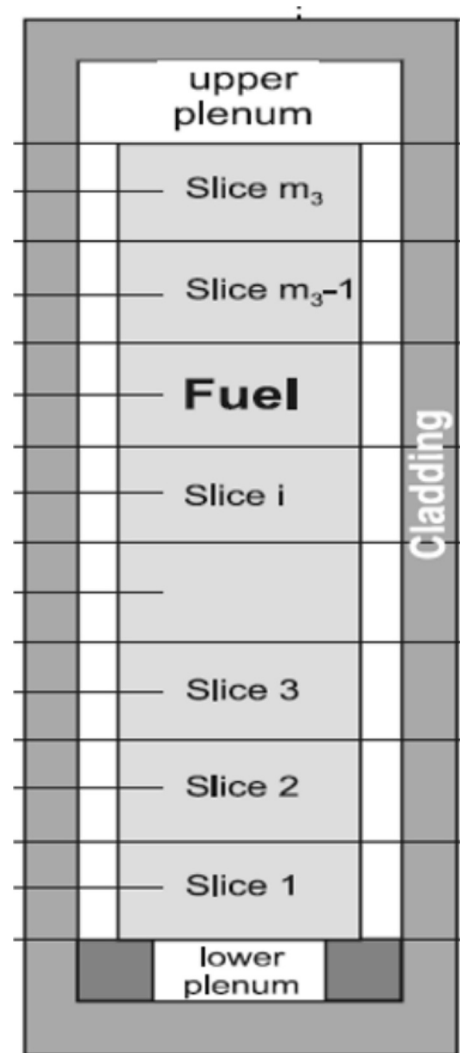 upper
plenum
Slice m₃
Slice m₃-1
Fuel
Slice i
Cladding
Slice 3
Slice 2
Slice 1
lower
plenum